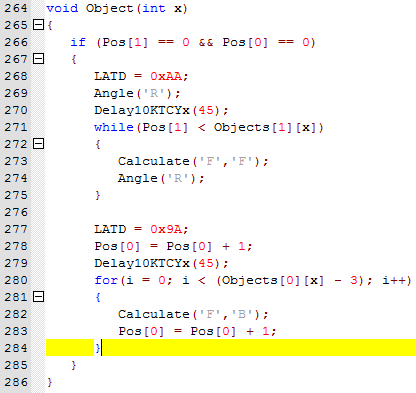 264 void Object(int x)
265 {
266 if (Pos[1] == 0 && Pos[0] == 0)
267 {
268 LATD = 0xAA;
269 Angle('R');
270 Delay10KTCYx(45);
271 while(Pos[1] < Objects[1][x])
272 {
273 Calculate('F','F');
274 Angle('R');
275 }
276
277 LATD = 0x9A;
278 Pos[0] = Pos[0] + 1;
279 Delay10KTCYx(45);
280 for(i = 0; i < (Objects[0][x] - 3); i++)
281 {
282 Calculate('F','B');
283 Pos[0] = Pos[0] + 1;
284 }
285 }
286 }